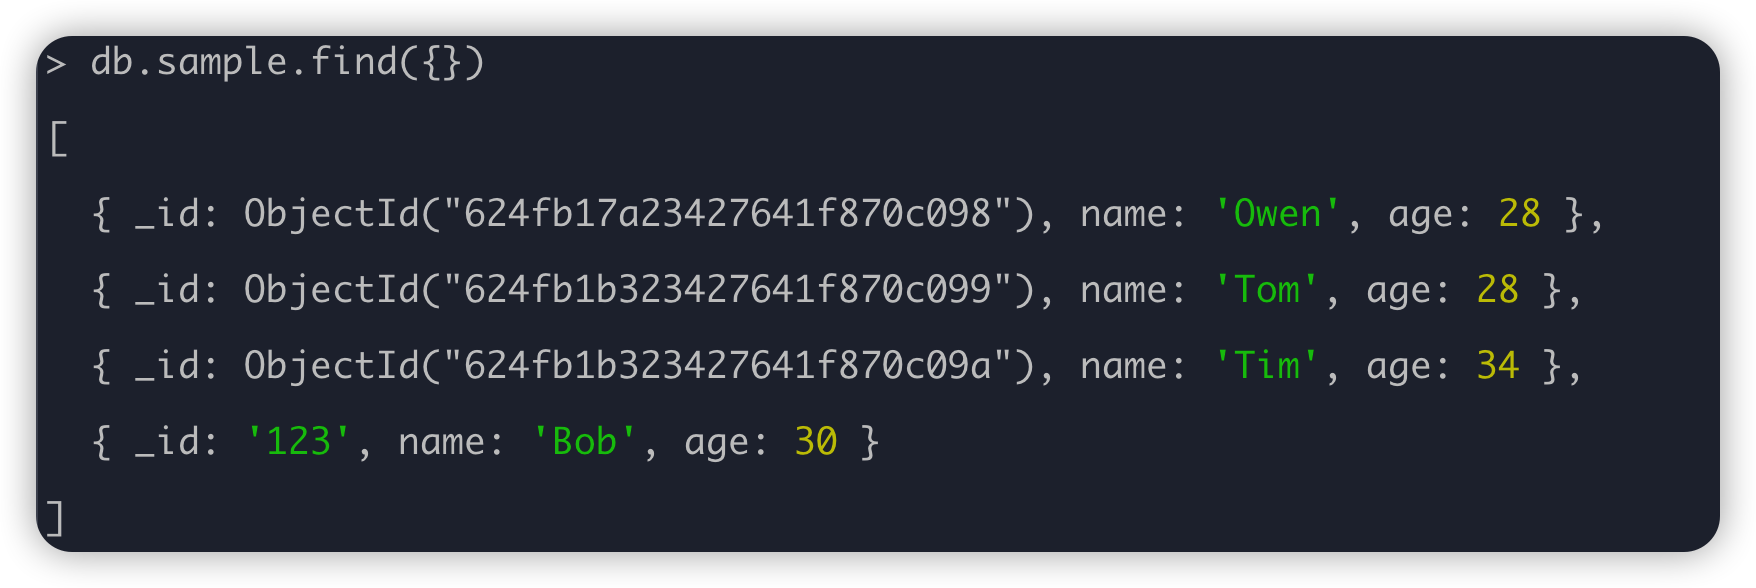 > db.sample.find({})
[
  { _id: ObjectId("624fb17a23427641f870c098"), name: 'Owen', age: 28 },
  { _id: ObjectId("624fb1b323427641f870c099"), name: 'Tom', age: 28 },
  { _id: ObjectId("624fb1b323427641f870c09a"), name: 'Tim', age: 34 },
  { _id: '123', name: 'Bob', age: 30 }
]